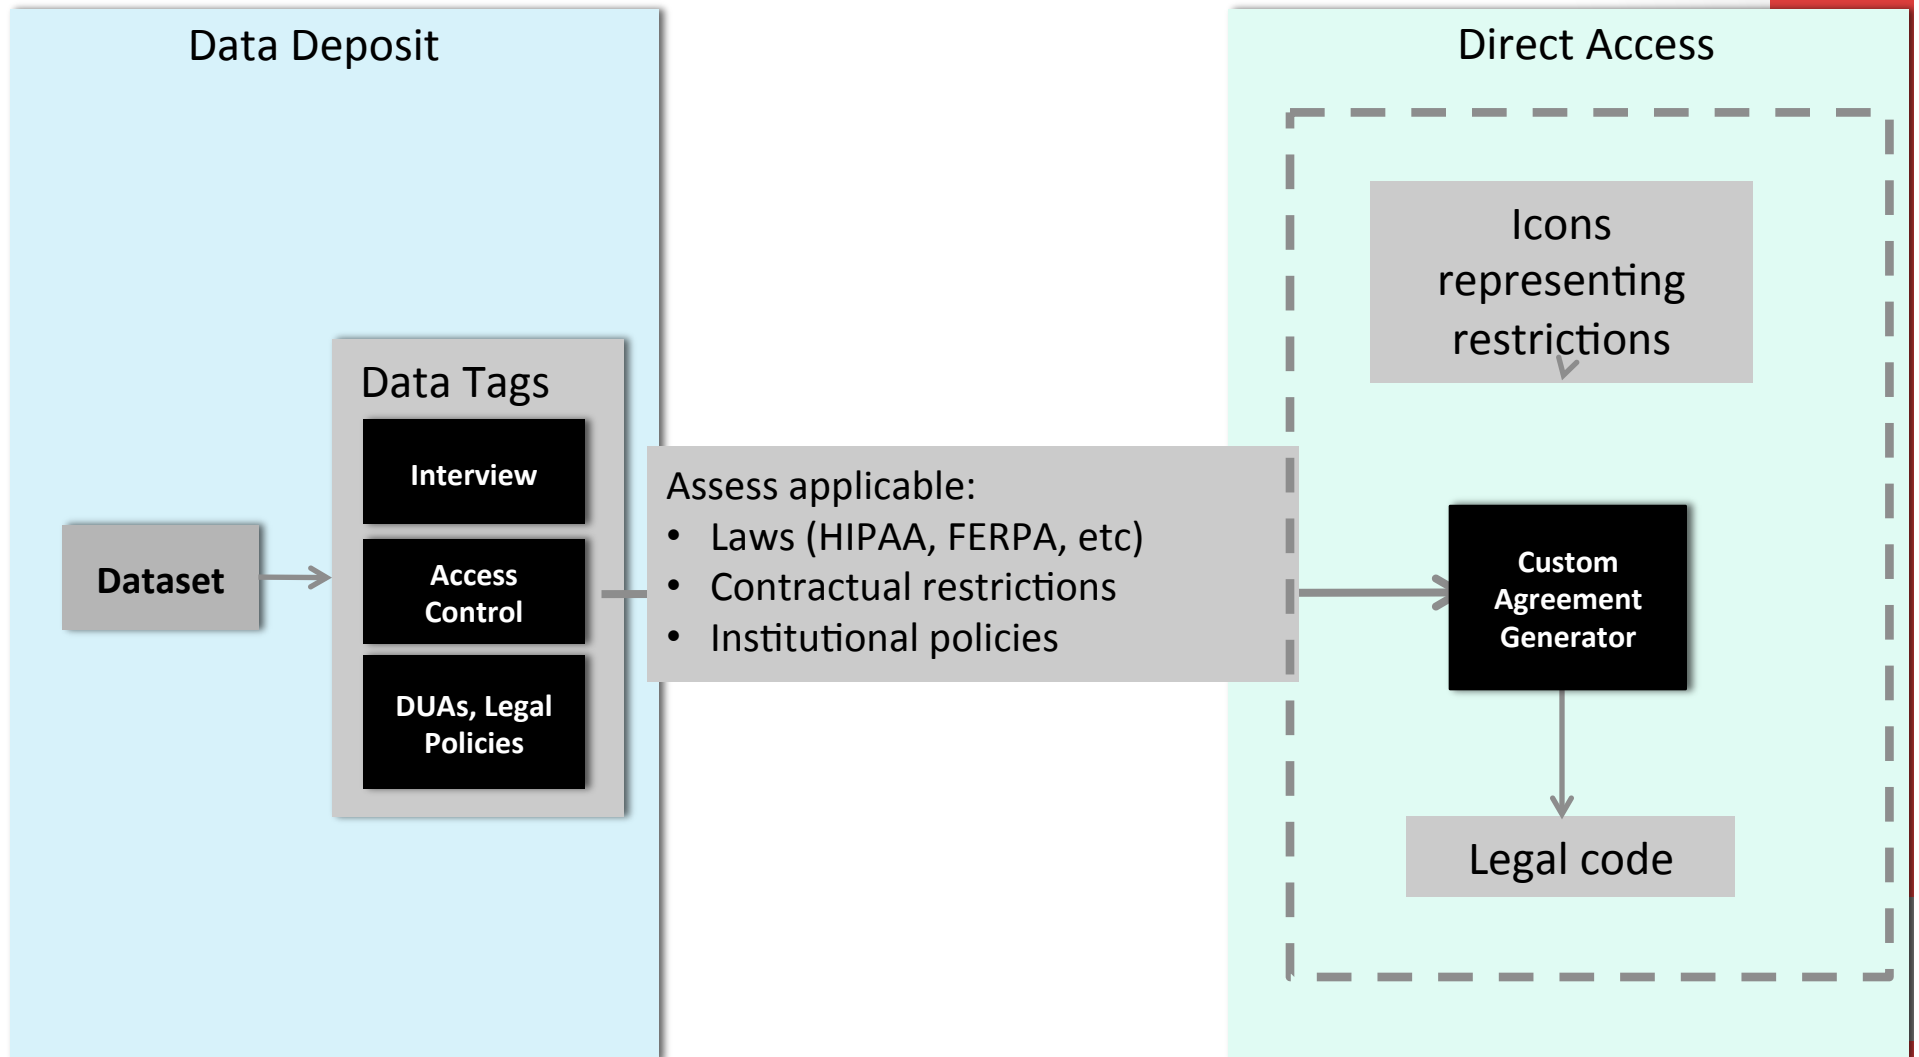 Data Deposit
Dataset
Data Tags
Interview
Access
Control
DUAs, Legal
Policies
Assess applicable:
• Laws (HIPAA, FERPA, etc)
• Contractual restrictions
• Institutional policies
Direct Access
Icons
representing
restrictions
Custom
Agreement
Generator
Legal code